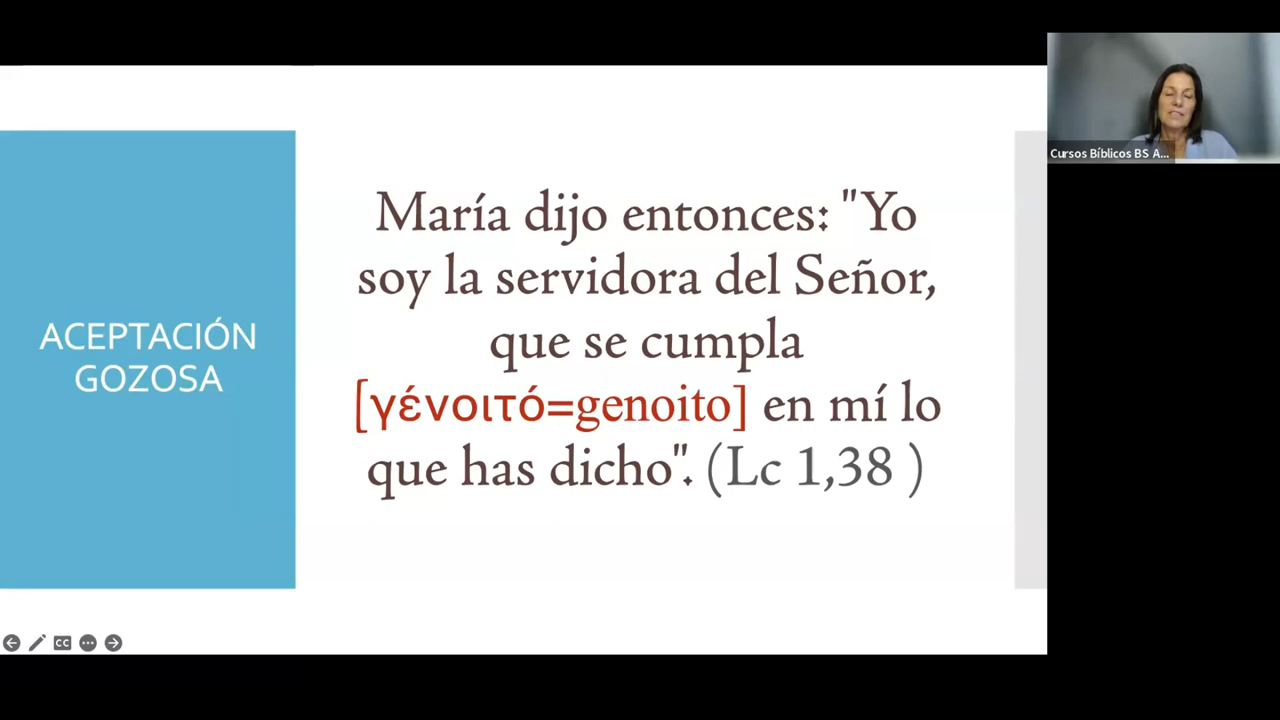 ACEPTACIÓN
GOZOSA
María dijo entonces: "Yo
soy la servidora del Señor,
que se cumpla
[γένοιτό=genoito] en mí lo
que has dicho". (Lc 1,38 )
Cursos Bíblicos BS A...
CC